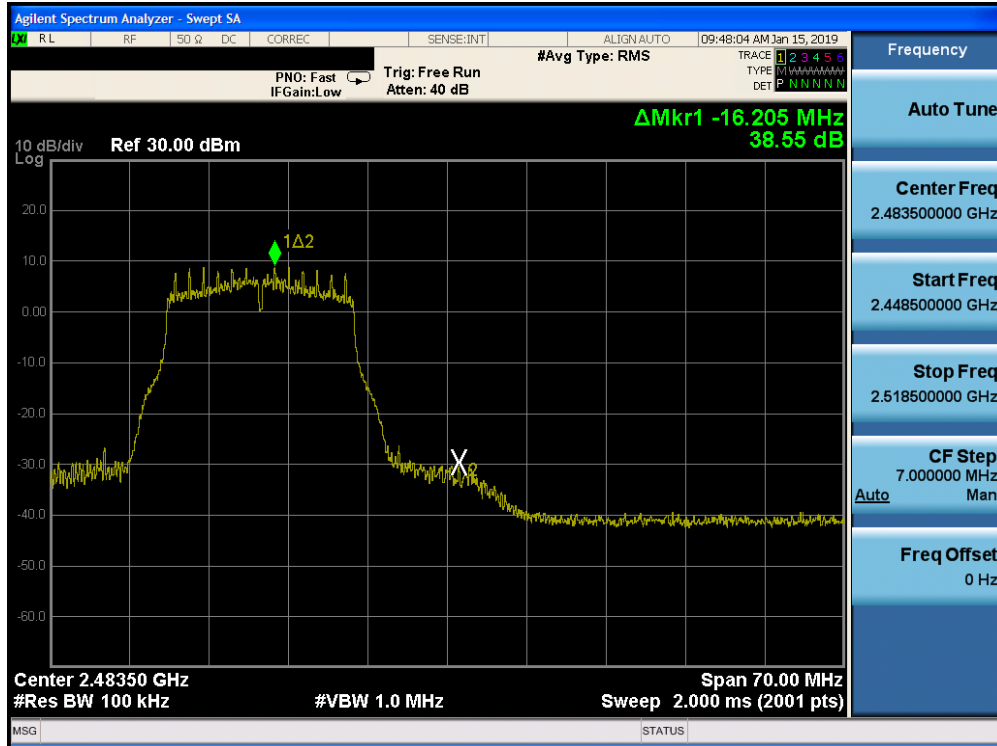 Agilent Spectrum Analyzer - Swept SA
LXI RL RF 50 Ω DC CORREC SENSE:INT ALIGN AUTO 09:48:04 AM Jan 15, 2019
Frequency
#Avg Type: RMS
TRACE 1 2 3 4 5 6
PNO: Fast Trig: Free Run
TYPE M WWWWW
IFGain:Low Atten: 40 dB
DET P N N N N N
Auto Tune
ΔMkr1 -16.205 MHz
38.55 dB
10 dB/div Ref 30.00 dBm
Log
Center Freq
2.483500000 GHz
20.0
1Δ2
10.0
Start Freq
2.448500000 GHz
0.00
-10.0
Stop Freq
2.518500000 GHz
-20.0
-30.0
2
CF Step
7.000000 MHz
Auto Man
-40.0
-50.0
Freq Offset
0 Hz
-60.0
Center 2.48350 GHz Span 70.00 MHz
#Res BW 100 kHz #VBW 1.0 MHz Sweep 2.000 ms (2001 pts)
MSG STATUS